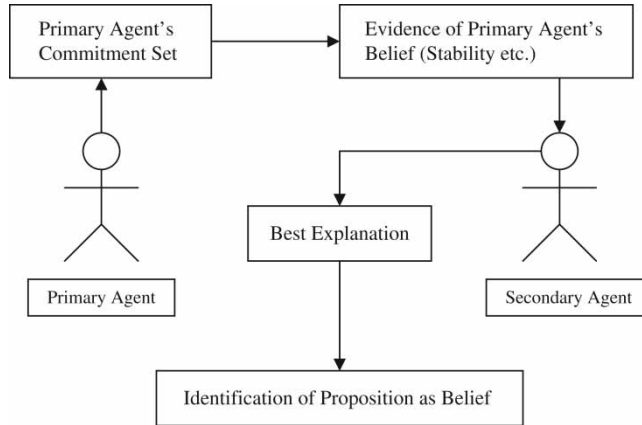 Primary Agent's
Commitment Set
Evidence of Primary Agent's
Belief (Stability etc.)
Best Explanation
Primary Agent
Secondary Agent
Identification of Proposition as Belief